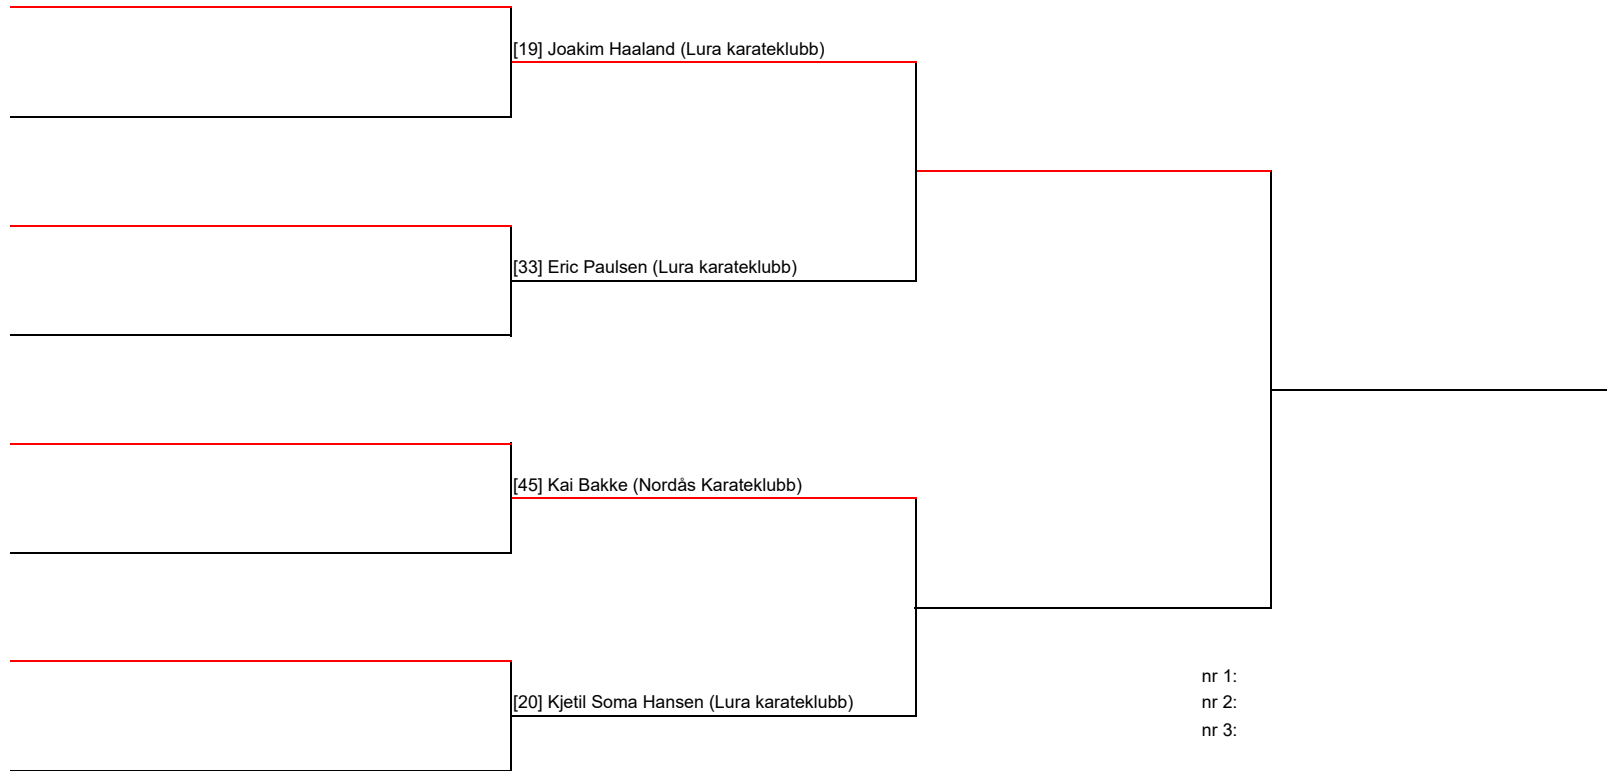 [19] Joakim Haaland (Lura karateklubb)
[33] Eric Paulsen (Lura karateklubb)
[45] Kai Bakke (Nordås Karateklubb)
[20] Kjetil Soma Hansen (Lura karateklubb)
nr 1:
nr 2:
nr 3: